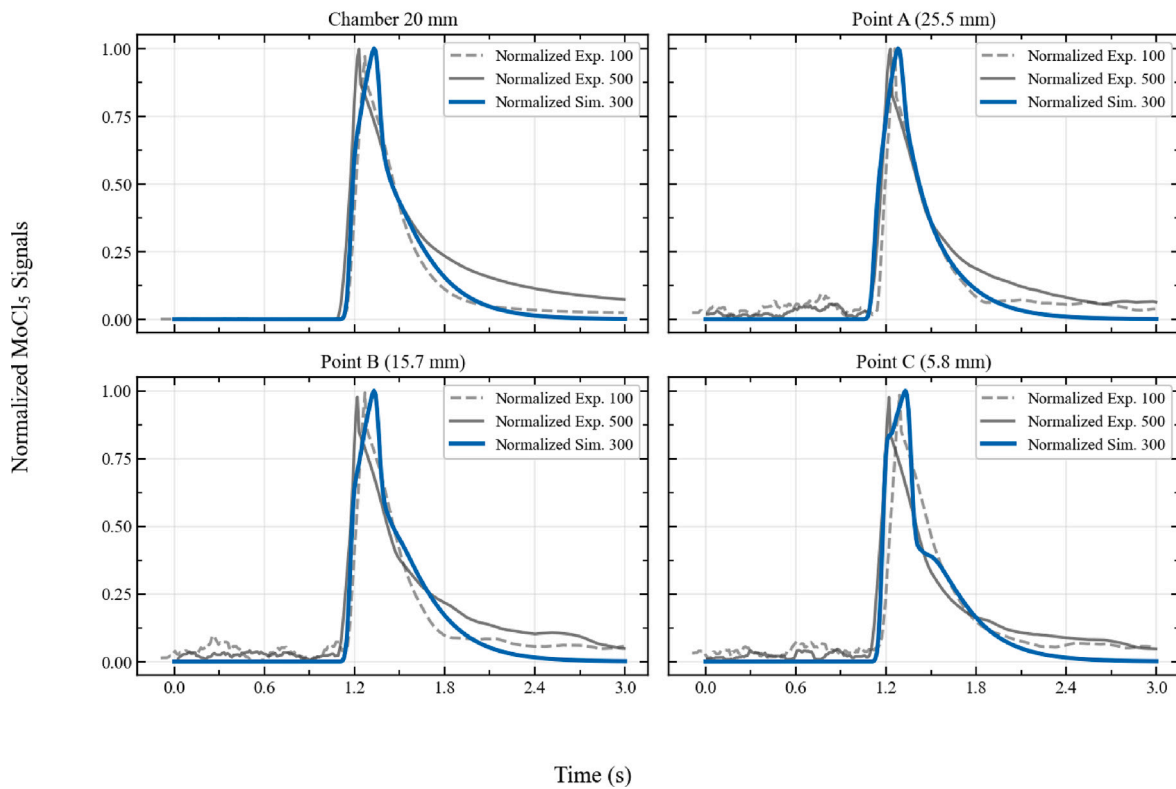 Chamber 20 mm
Normalized Exp. 100
Normalized Exp. 500
Normalized Sim. 300
1.00
0.75
0.50
0.25
0.00
Point A (25.5 mm)
Normalized Exp. 100
Normalized Exp. 500
Normalized Sim. 300
Normalized MoCl5 Signals
Point B (15.7 mm)
Normalized Exp. 100
Normalized Exp. 500
Normalized Sim. 300
1.00
0.75
0.50
0.25
0.00
0.0 0.6 1.2 1.8 2.4 3.0
Point C (5.8 mm)
Normalized Exp. 100
Normalized Exp. 500
Normalized Sim. 300
0.0 0.6 1.2 1.8 2.4 3.0
Time (s)